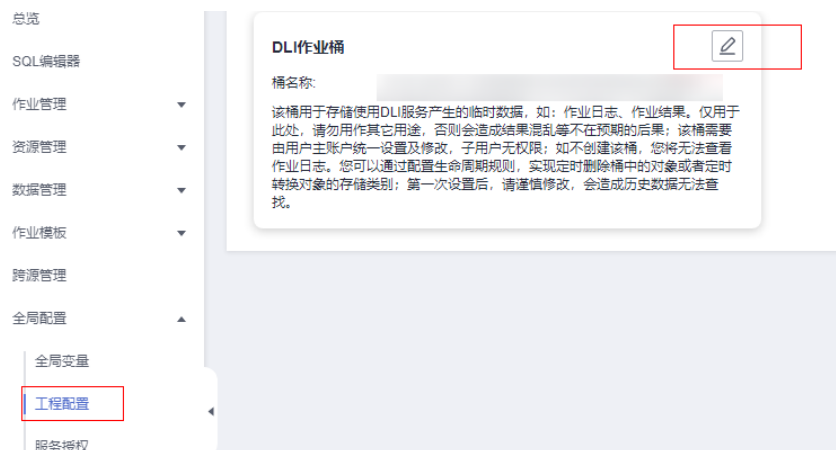 总览
SQL编辑器
作业管理
资源管理
数据管理
作业模板
跨源管理
全局配置
全局变量
工程配置
服务授权
DLI作业桶
桶名称:
该桶用于存储使用DLI服务产生的临时数据，如：作业日志、作业结果。仅用于
此处，请勿用作其它用途，否则会造成结果混乱等不在预期的后果；该桶需要
由用户主账户统一设置及修改，子用户无权限；如不创建该桶，您将无法查看
作业日志。您可以通过配置生命周期规则，实现定时删除桶中的对象或者定时
转换对象的存储类别；第一次设置后，请谨慎修改，会造成历史数据无法查
找。